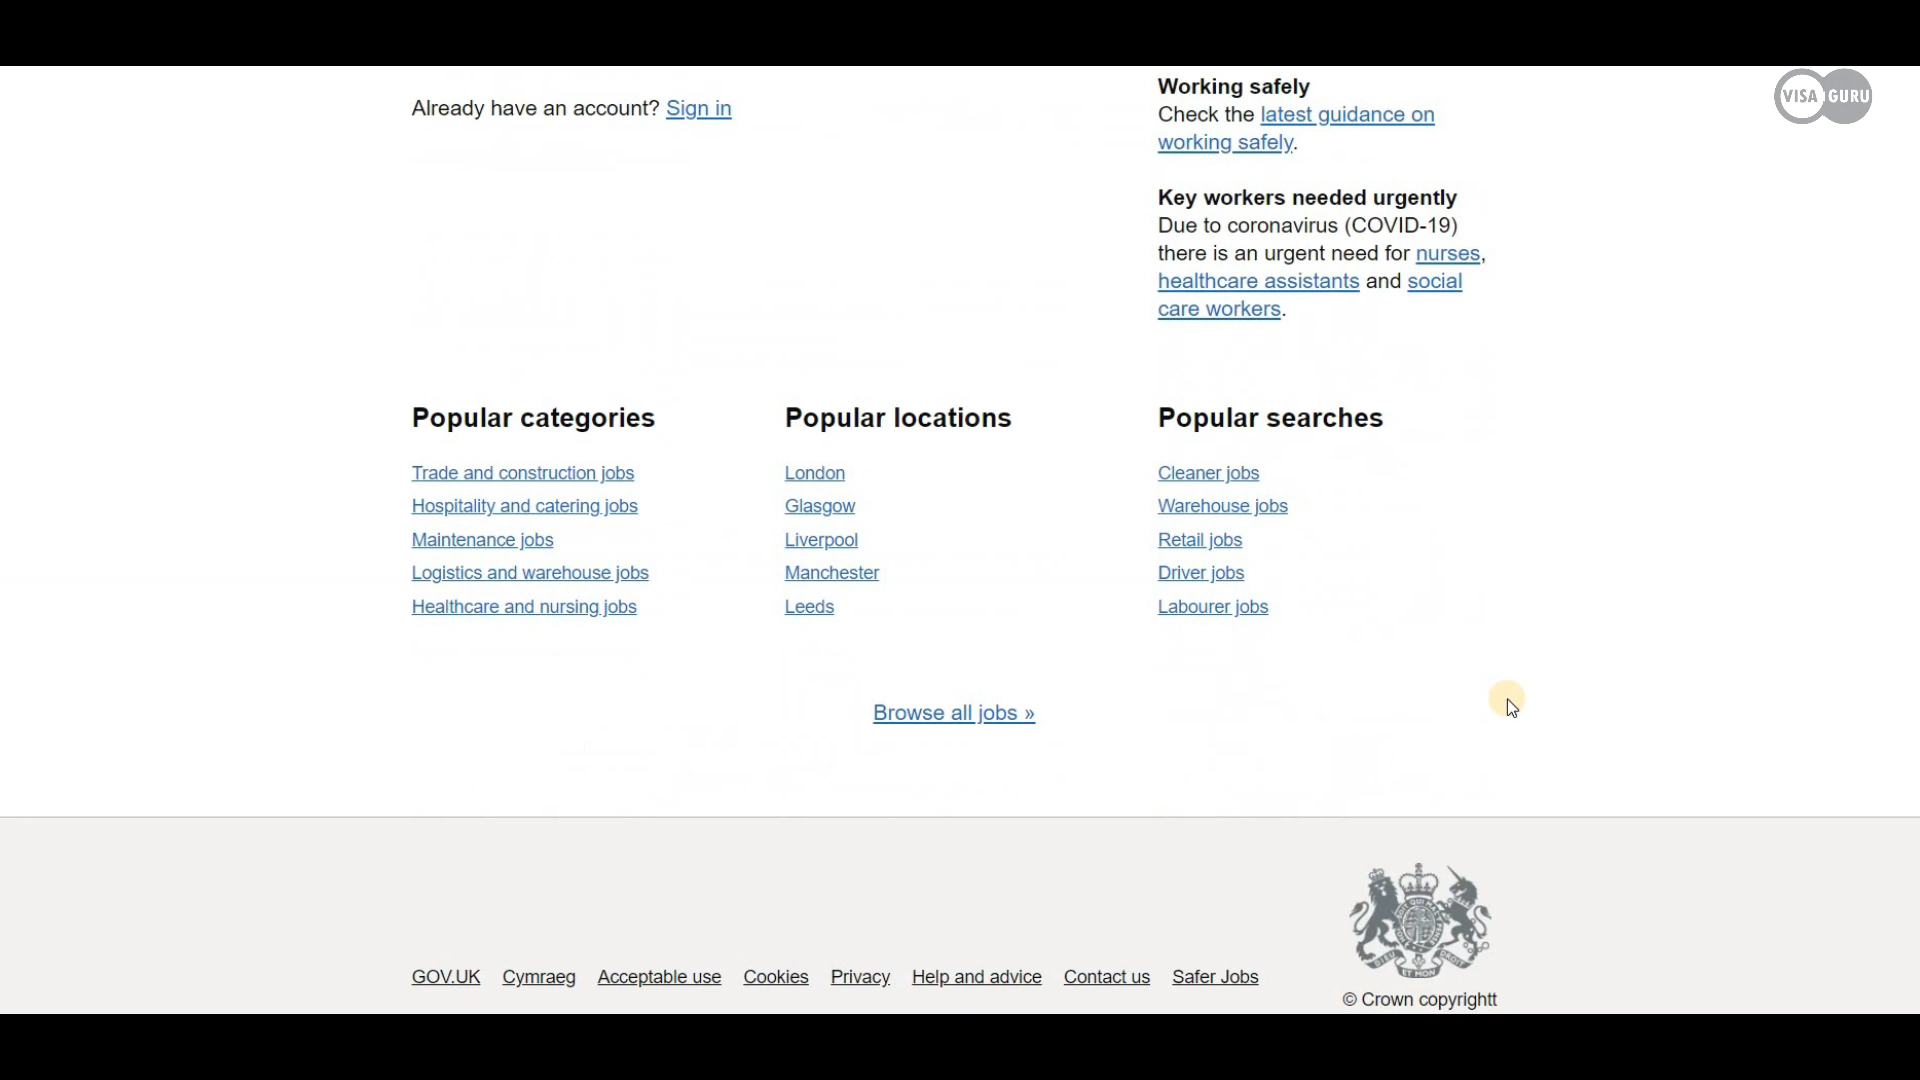 VISA GURU
Already have an account? Sign in
Working safely
Check the latest guidance on
working safely.
Key workers needed urgently
Due to coronavirus (COVID-19)
there is an urgent need for nurses,
healthcare assistants and social
care workers.
Popular categories
Trade and construction jobs
Hospitality and catering jobs
Maintenance jobs
Logistics and warehouse jobs
Healthcare and nursing jobs
Popular locations
London
Glasgow
Liverpool
Manchester
Leeds
Popular searches
Cleaner jobs
Warehouse jobs
Retail jobs
Driver jobs
Labourer jobs
Browse all jobs »
GOV.UK Cymraeg Acceptable use Cookies Privacy Help and advice Contact us Safer Jobs
© Crown copyrightt